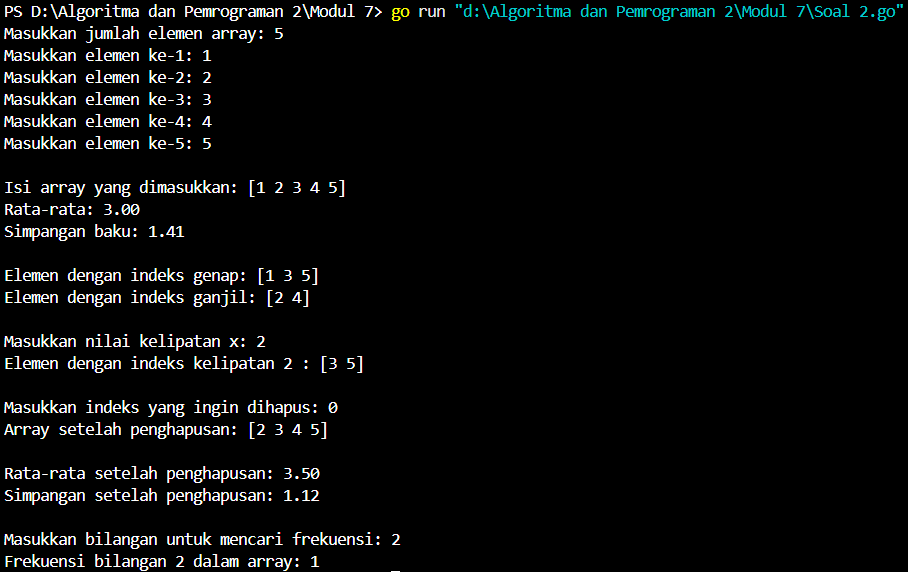 PS D:\Algoritma dan Pemrograman 2\Modul 7> go run "d:\Algoritma dan Pemrograman 2\Modul 7\Soal 2.go"
Masukkan jumlah elemen array: 5
Masukkan elemen ke-1: 1
Masukkan elemen ke-2: 2
Masukkan elemen ke-3: 3
Masukkan elemen ke-4: 4
Masukkan elemen ke-5: 5
Isi array yang dimasukkan: [1 2 3 4 5]
Rata-rata: 3.00
Simpangan baku: 1.41
Elemen dengan indeks genap: [1 3 5]
Elemen dengan indeks ganjil: [2 4]
Masukkan nilai kelipatan x: 2
Elemen dengan indeks kelipatan 2 : [3 5]
Masukkan indeks yang ingin dihapus: 0
Array setelah penghapusan: [2 3 4 5]
Rata-rata setelah penghapusan: 3.50
Simpangan setelah penghapusan: 1.12
Masukkan bilangan untuk mencari frekuensi: 2
Frekuensi bilangan 2 dalam array: 1